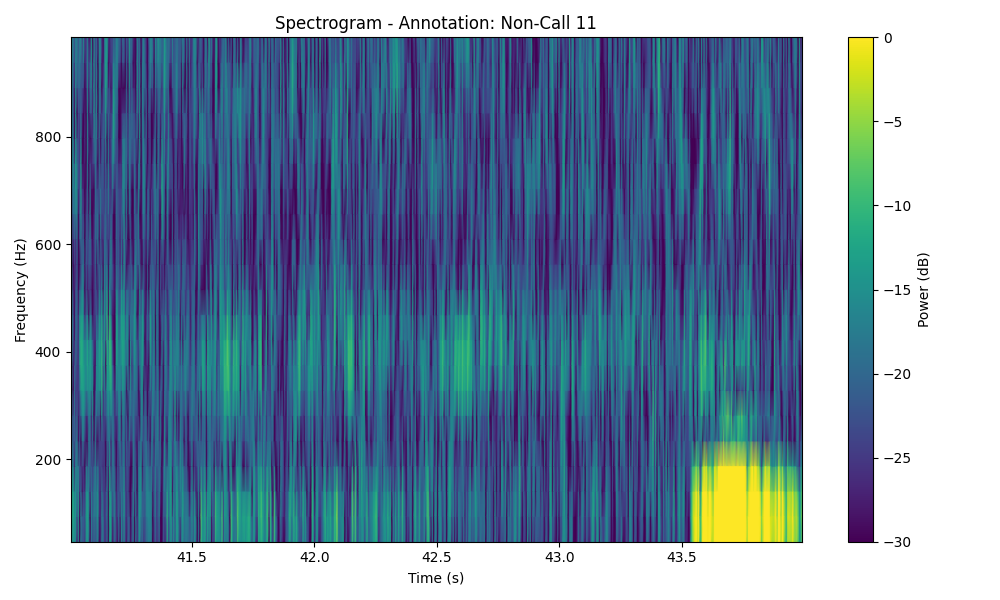 Spectrogram - Annotation: Non-Call 11
Frequency (Hz)
800
600
400
200
41.5 42.0 42.5 43.0 43.5
Time (s)
0
−5
−10
−15
−20
−25
−30
Power (dB)